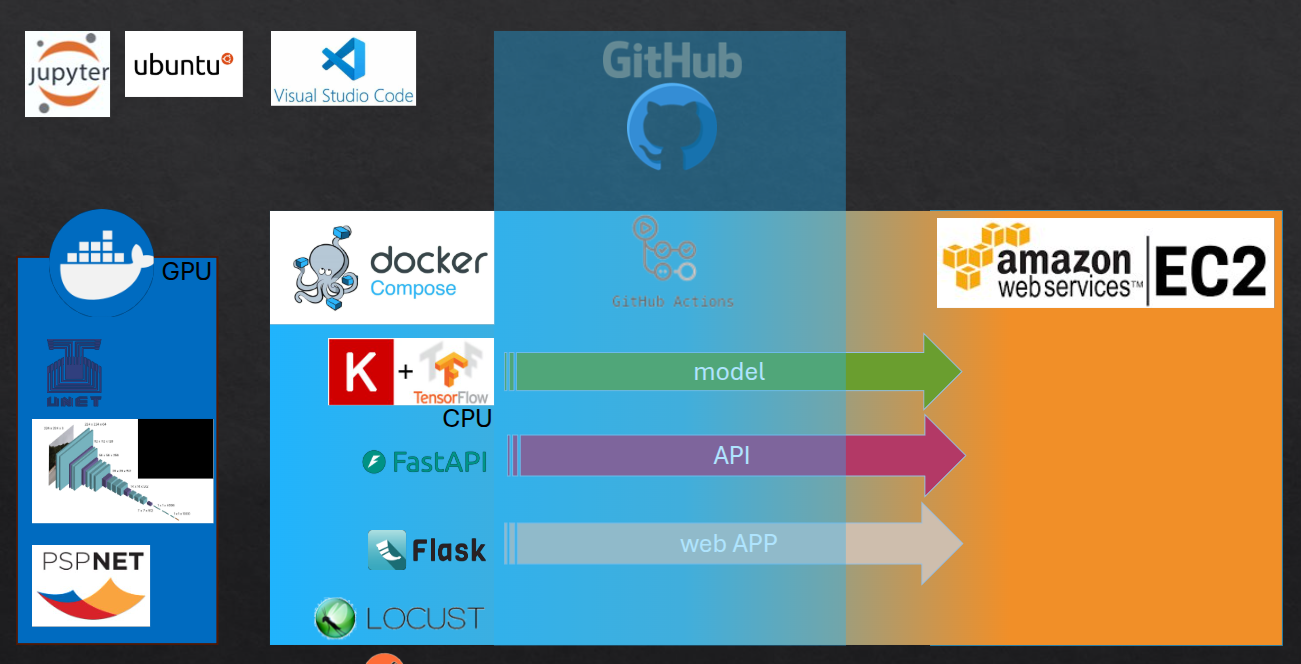 jupyter
ubuntu
Visual Studio Code
GitHub
GPU
docker
Compose
GitHub Actions
amazon
web services™
EC2
K
+
TF
TensorFlow
CPU
model
UNET
FastAPI
API
Flask
web APP
PSPNET
LOCUST